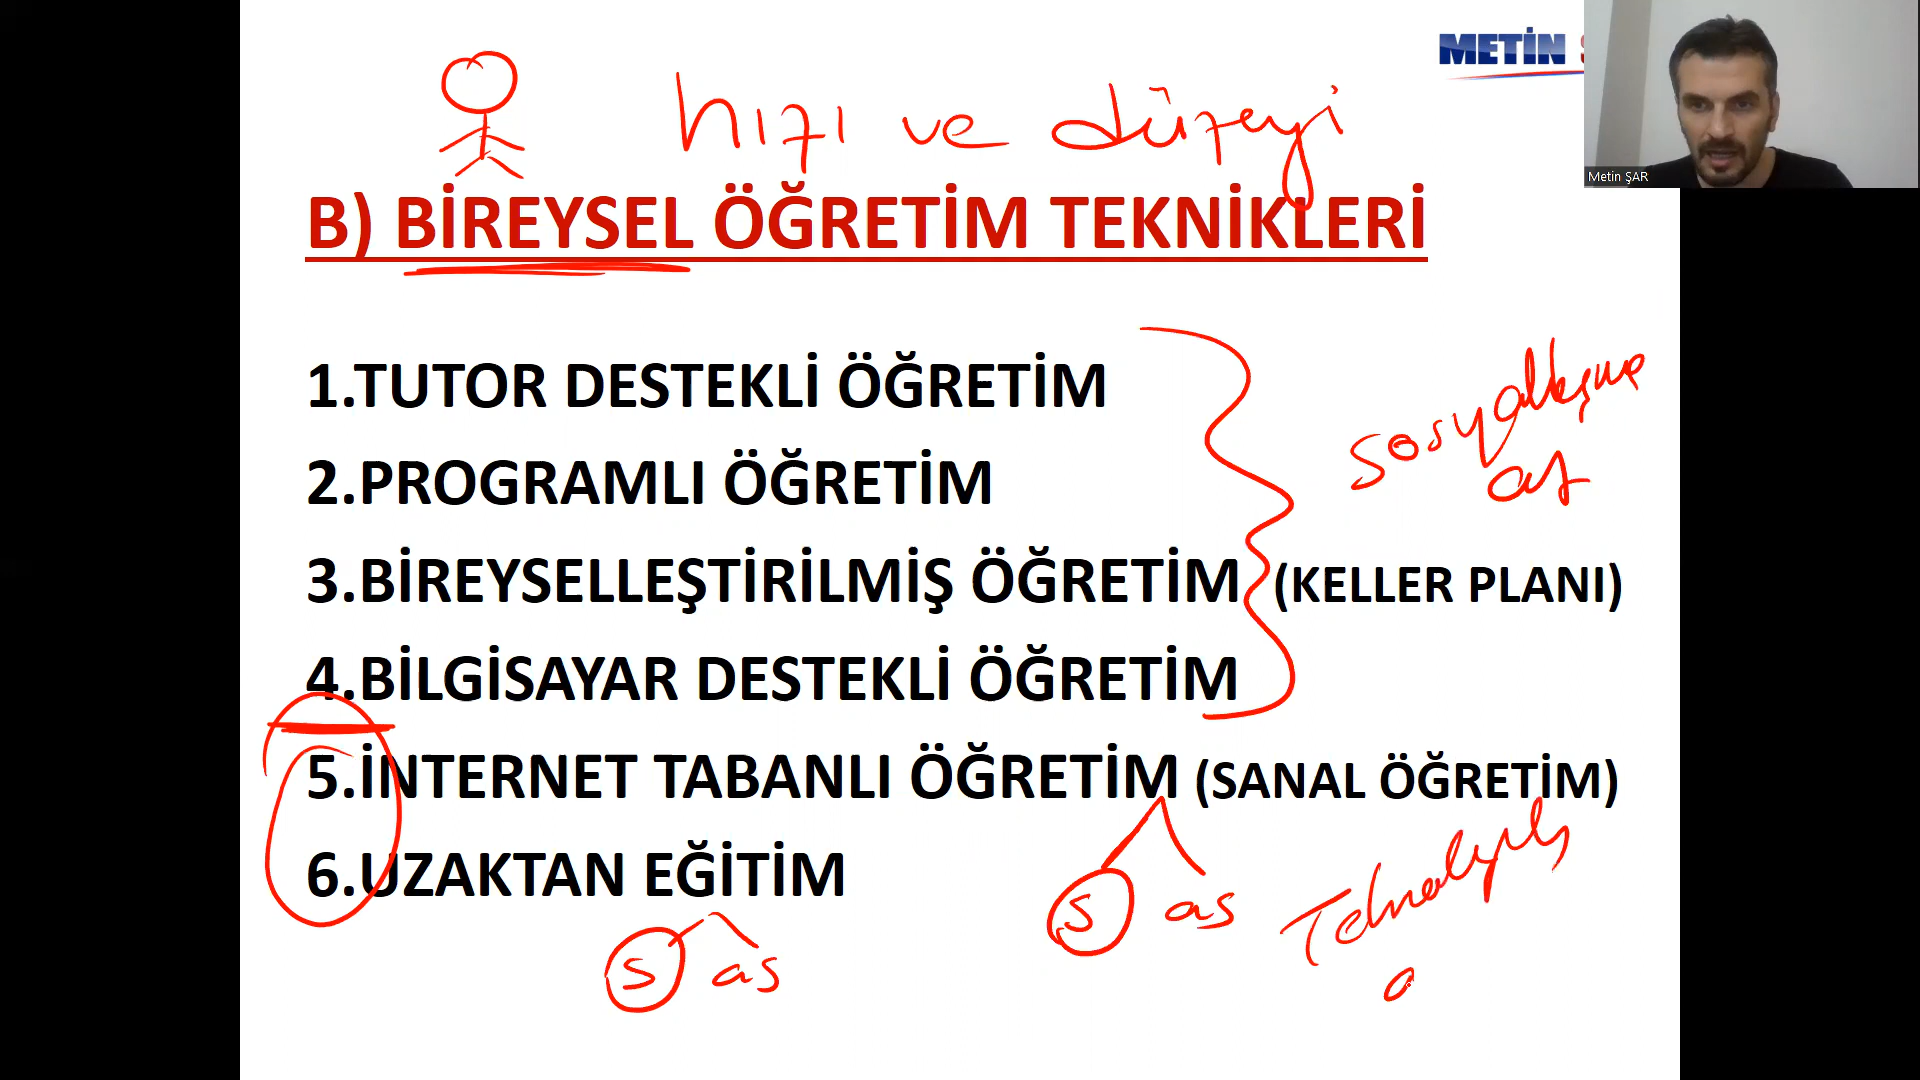 METİN
Metin ŞAR
hızı ve düzeyi
B) BİREYSEL ÖĞRETİM TEKNİKLERİ
1.TUTOR DESTEKLİ ÖĞRETİM
2.PROGRAMLI ÖĞRETİM
sosyalleşme
az
3.BİREYSELLEŞTİRİLMİŞ ÖĞRETİM (KELLER PLANI)
4.BİLGİSAYAR DESTEKLİ ÖĞRETİM
5.İNTERNET TABANLI ÖĞRETİM (SANAL ÖĞRETİM)
6.UZAKTAN EĞİTİM
s as
s as